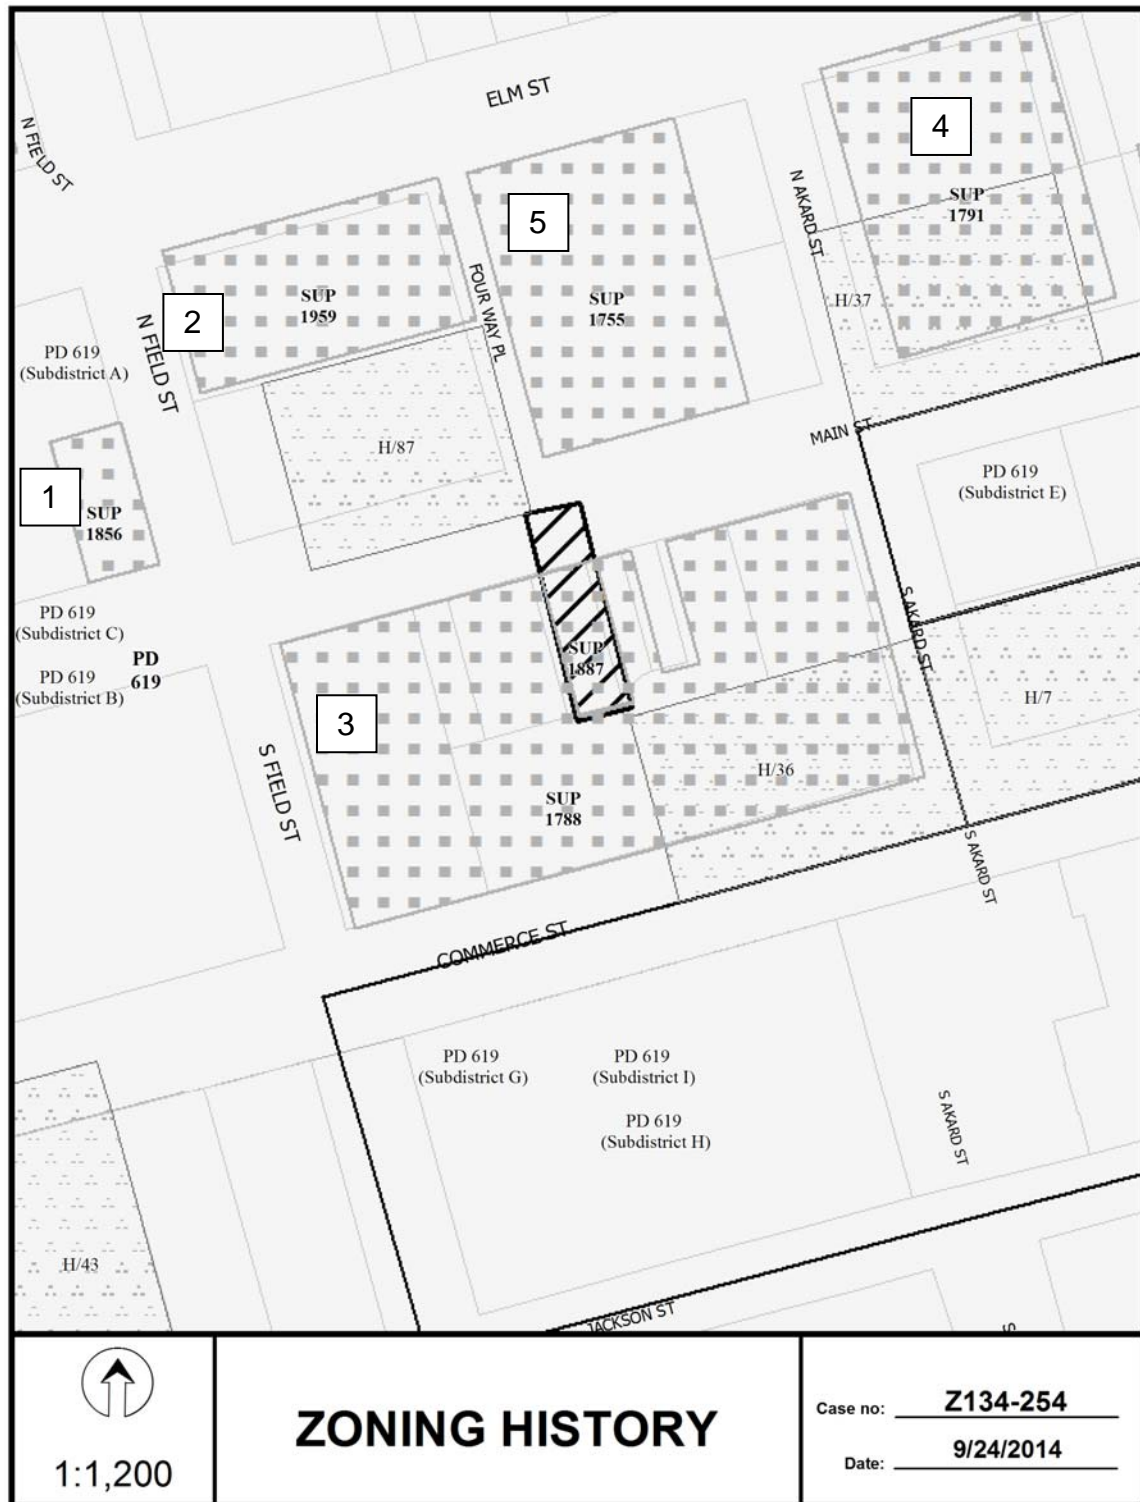 ELM ST
N FIELD ST
4
N AKARD ST
SUP
1791
5
FOUR WAY PL
SUP
1959
SUP
1755
H/37
2
N FIELD ST
PD 619
(Subdistrict A)
MAIN ST
H/87
PD 619
(Subdistrict E)
1
SUP
1856
PD 619
(Subdistrict C)
PD
619
PD 619
(Subdistrict B)
SUP
1887
S AKARD ST
H/7
3
S FIELD ST
H/36
SUP
1788
S AKARD ST
COMMERCE ST
PD 619
(Subdistrict G)
PD 619
(Subdistrict I)
PD 619
(Subdistrict H)
S AKARD ST
H/43
JACKSON ST
S
1:1,200
ZONING HISTORY
Case no: Z134-254
Date: 9/24/2014